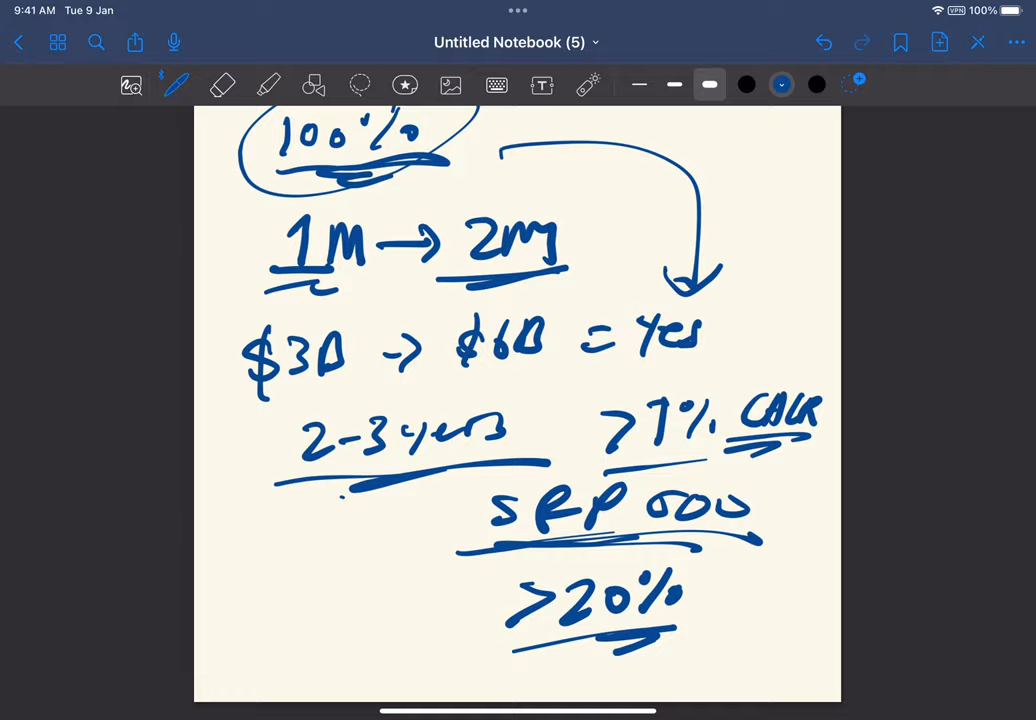 9:41 AM Tue 9 Jan VPN 100%
Untitled Notebook (5)
T
100%
1M → 2M
$3B → $6B = Yes
2-3 years >7% CAGR
S&P 500
>20%